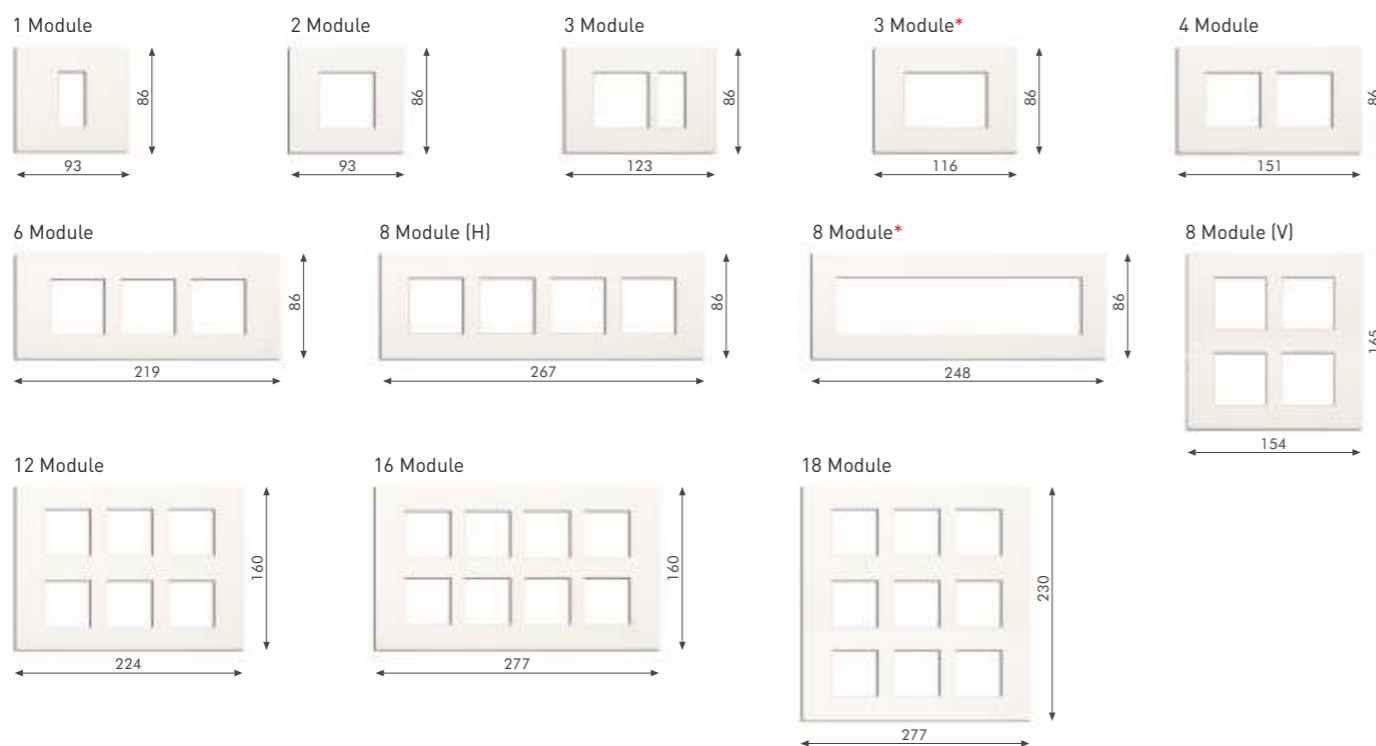 1 Module 2 Module 3 Module 3 Module* 4 Module
86 86 86 86 86
93 93 123 116 151
6 Module 8 Module (H) 8 Module* 8 Module (V)
86 86 86 165
219 267 248
154
12 Module 16 Module 18 Module
160 160 230
224 277
277